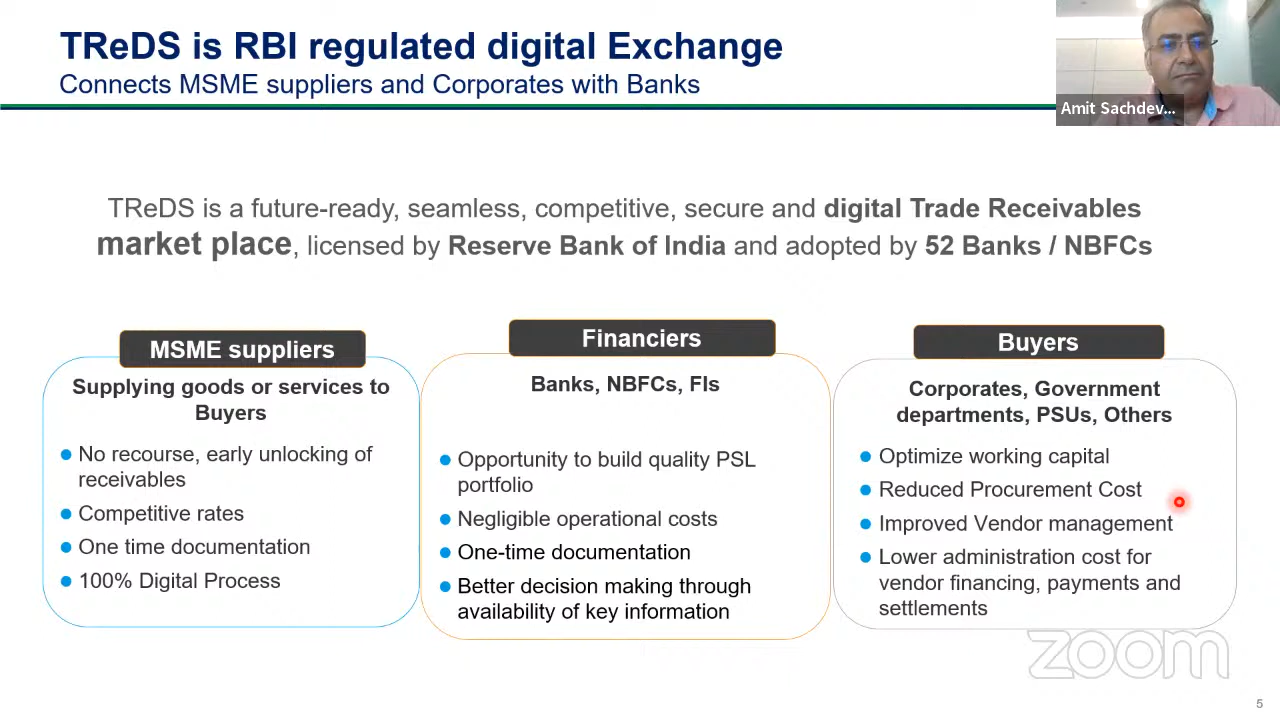 TReDS is RBI regulated digital Exchange
Connects MSME suppliers and Corporates with Banks
Amit Sachdev...
TReDS is a future-ready, seamless, competitive, secure and digital Trade Receivables
market place, licensed by Reserve Bank of India and adopted by 52 Banks / NBFCs
MSME suppliers
Supplying goods or services to
Buyers
No recourse, early unlocking of
receivables
Competitive rates
One time documentation
100% Digital Process
Financiers
Banks, NBFCs, FIs
Opportunity to build quality PSL
portfolio
Negligible operational costs
One-time documentation
Better decision making through
availability of key information
Buyers
Corporates, Government
departments, PSUs, Others
Optimize working capital
Reduced Procurement Cost
Improved Vendor management
Lower administration cost for
vendor financing, payments and
settlements
zoom
5